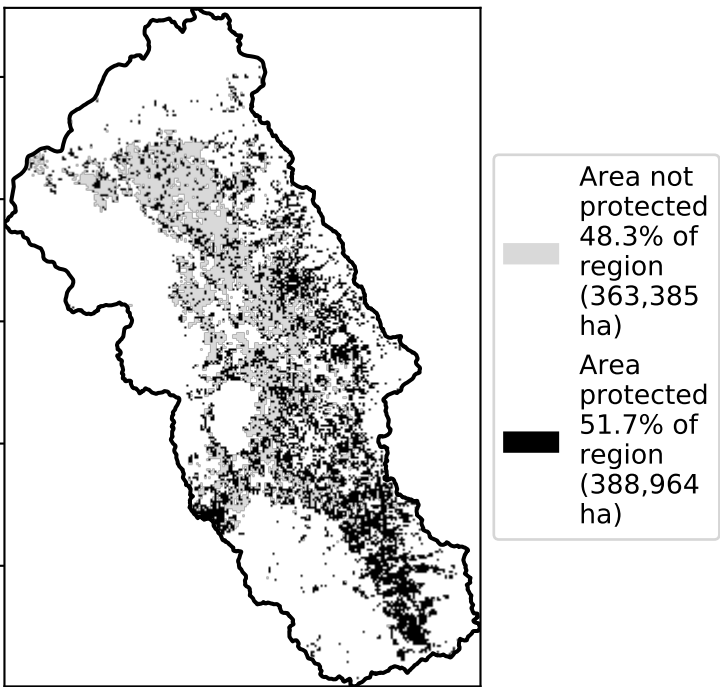 Area not
protected
48.3% of
region
(363,385
ha)
Area
protected
51.7% of
region
(388,964
ha)